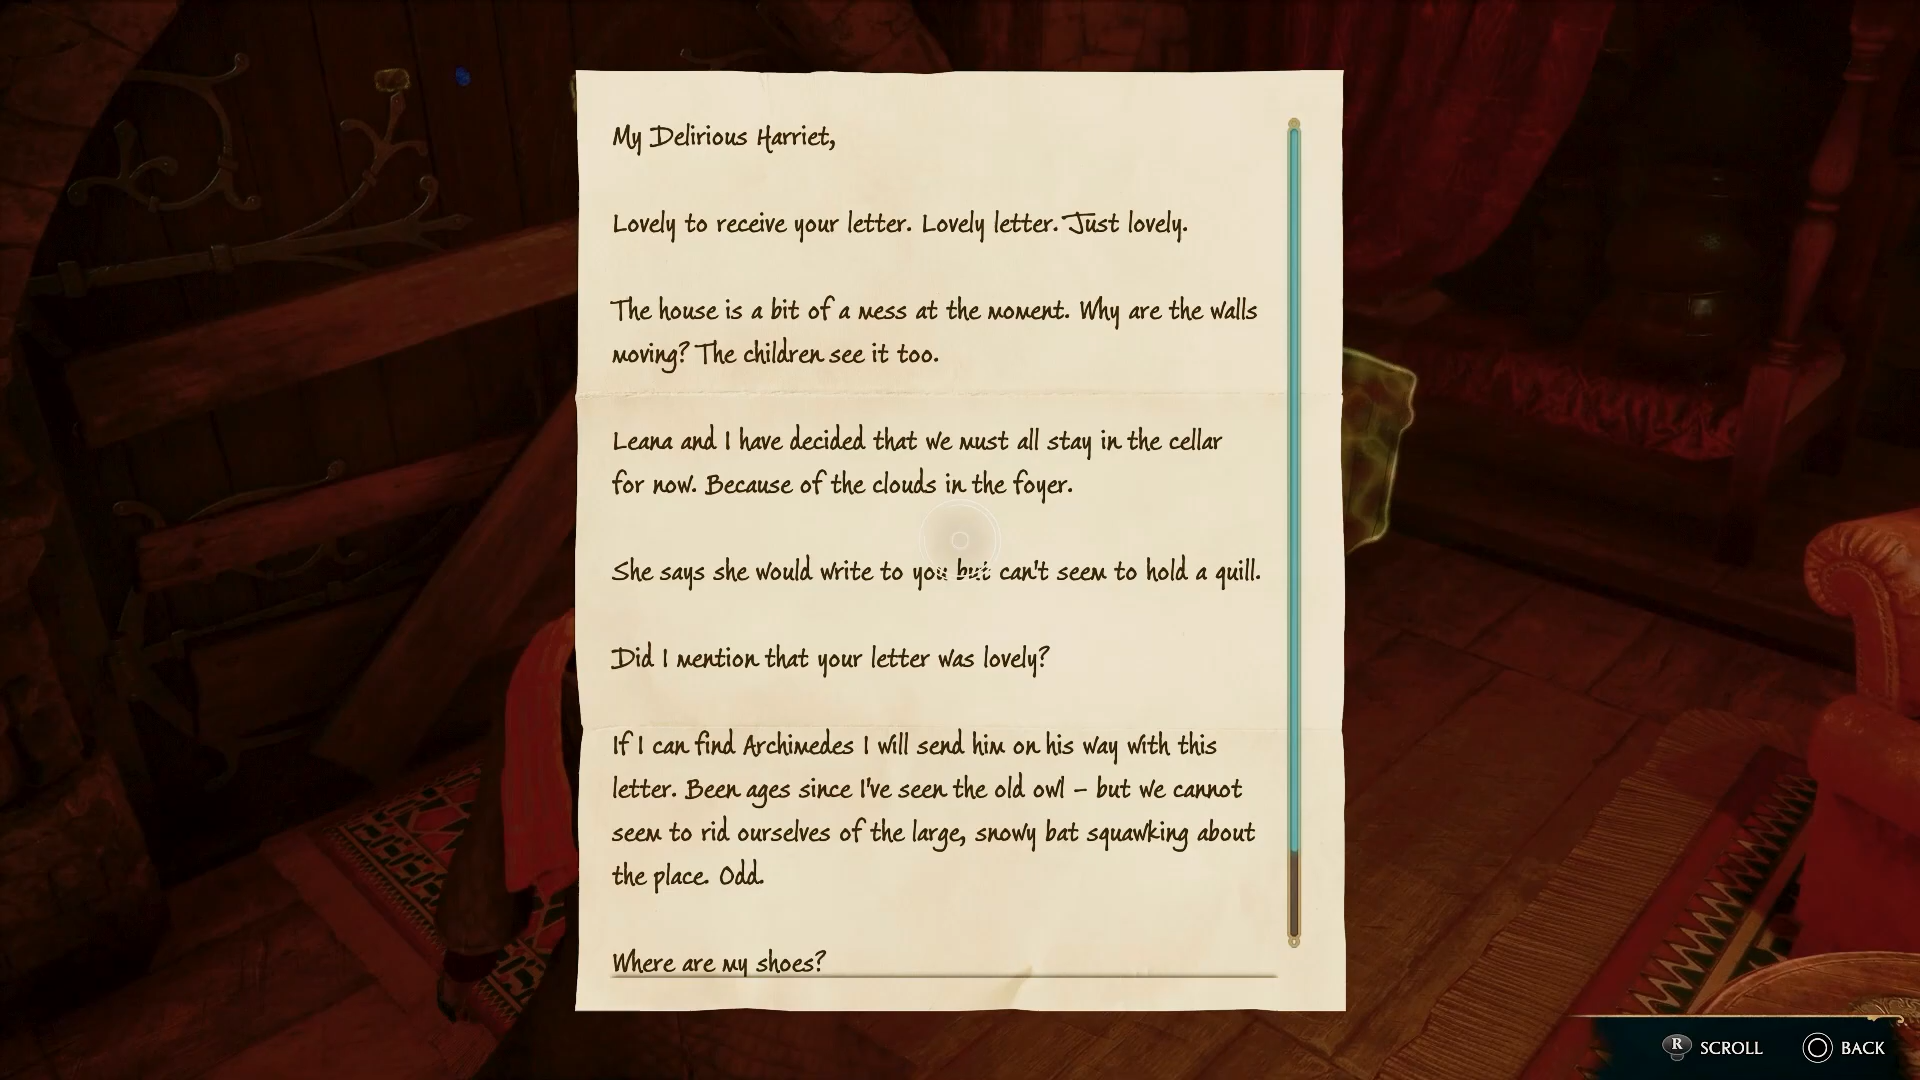 My Delirious Harriet,
Lovely to receive your letter. Lovely letter. Just lovely.
The house is a bit of a mess at the moment. Why are the walls
moving? The children see it too.
Leana and I have decided that we must all stay in the cellar
for now. Because of the clouds in the foyer.
She says she would write to you but can't seem to hold a quill.
Did I mention that your letter was lovely?
If I can find Archimedes I will send him on his way with this
letter. Been ages since I've seen the old owl – but we cannot
seem to rid ourselves of the large, snowy bat squawking about
the place. Odd.
Where are my shoes?
R SCROLL
BACK